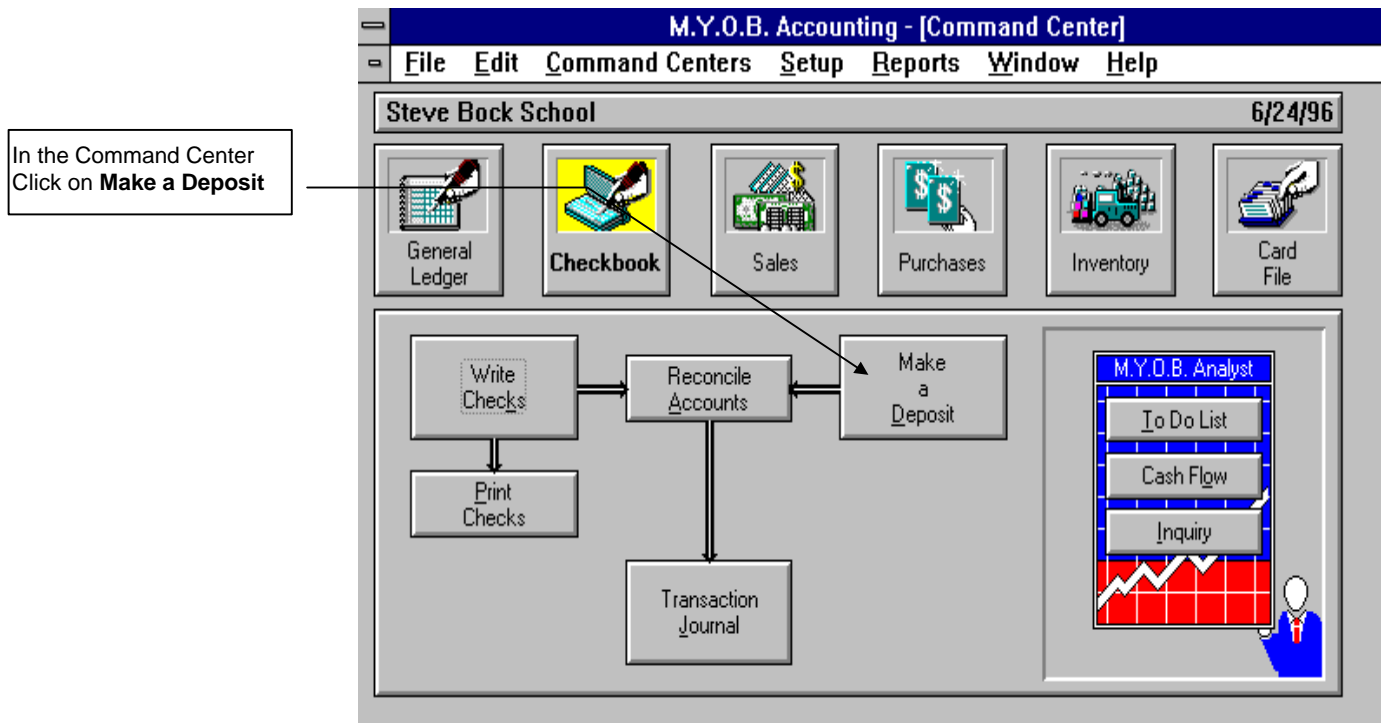 M.Y.O.B. Accounting - [Command Center]
File Edit Command Centers Setup Reports Window Help
Steve Bock School 6/24/96
In the Command Center
Click on Make a Deposit
General
Ledger
Checkbook
Sales
Purchases
Inventory
Card
File
Write
Checks
Reconcile
Accounts
Make
a
Deposit
Print
Checks
Transaction
Journal
M.Y.O.B. Analyst
To Do List
Cash Flow
Inquiry